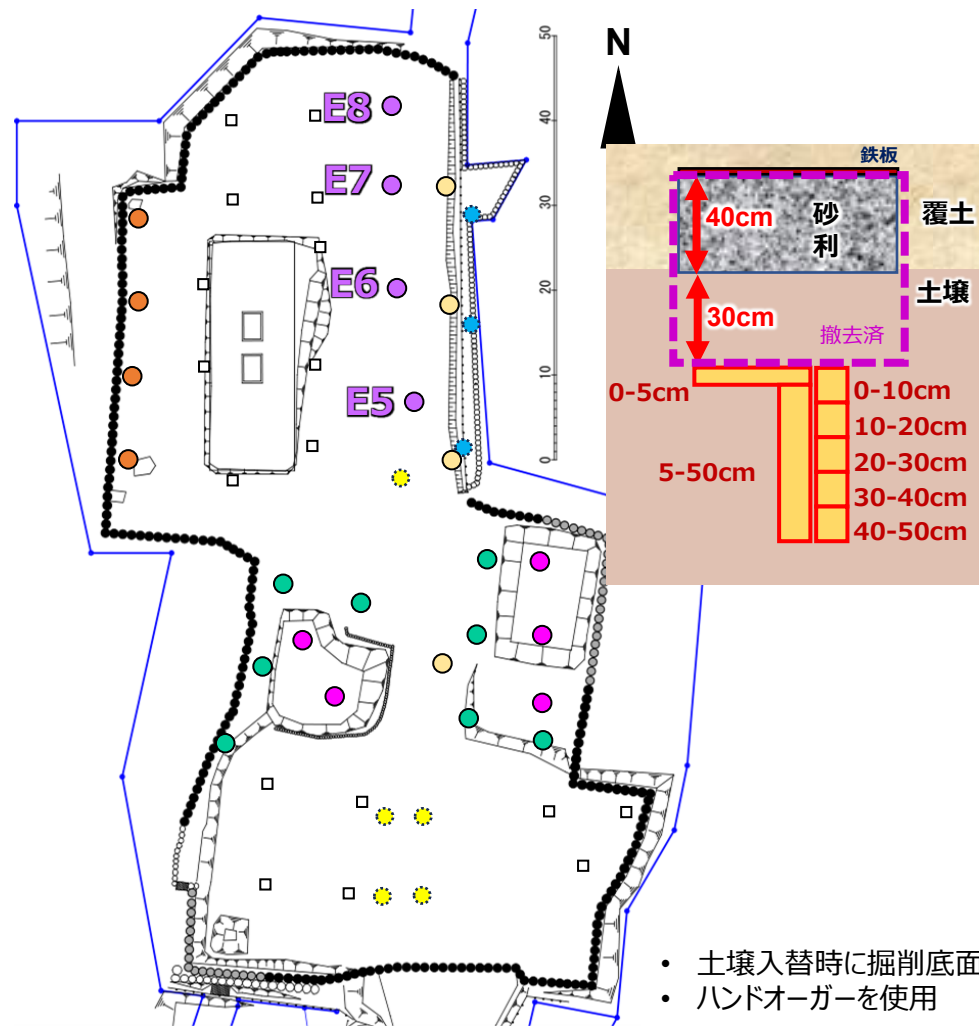 N
50
40
30
20
10
0
E8
E7
E6
E5
鉄板
40cm
砂利
覆土
土壌
30cm
撤去済
0-5cm
5-50cm
0-10cm
10-20cm
20-30cm
30-40cm
40-50cm
• 土壌入替時に掘削底面
• ハンドオーガーを使用